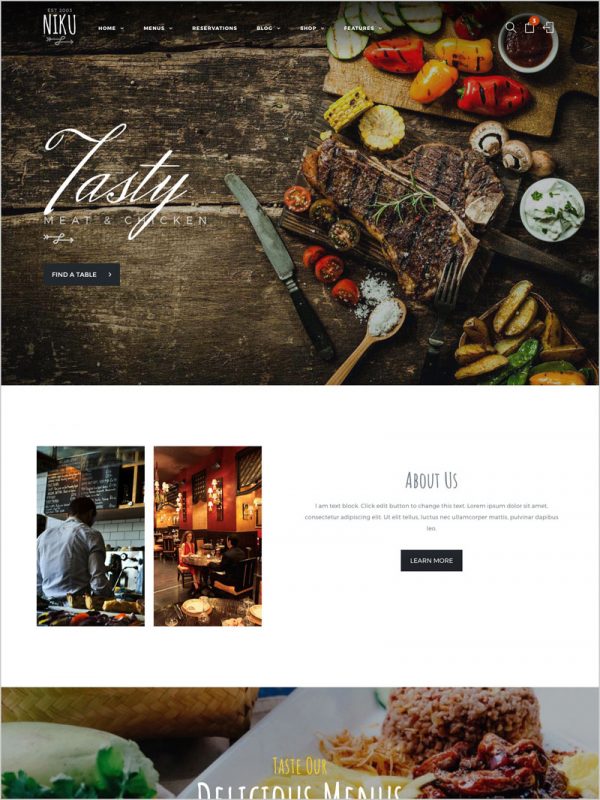 EST 2003
NIKU
HOME MENUS RESERVATIONS BLOG SHOP FEATURES
3
Tasty
MEAT & CHICKEN
FIND A TABLE
About Us
I am text block. Click edit button to change this text. Lorem ipsum dolor sit amet,
consectetur adipiscing elit. Ut elit tellus, luctus nec ullamcorper mattis, pulvinar dapibus
leo.
LEARN MORE
Taste Our
Delicious Menus